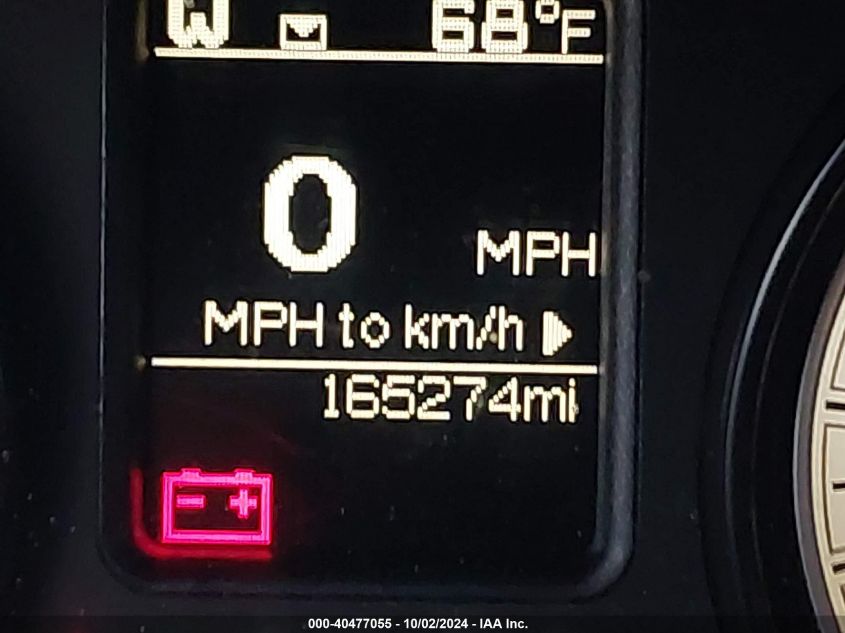 W 68°F
0 MPH
MPH to km/h
165274mi
- +
000-40477055 - 10/02/2024 - IAA Inc.